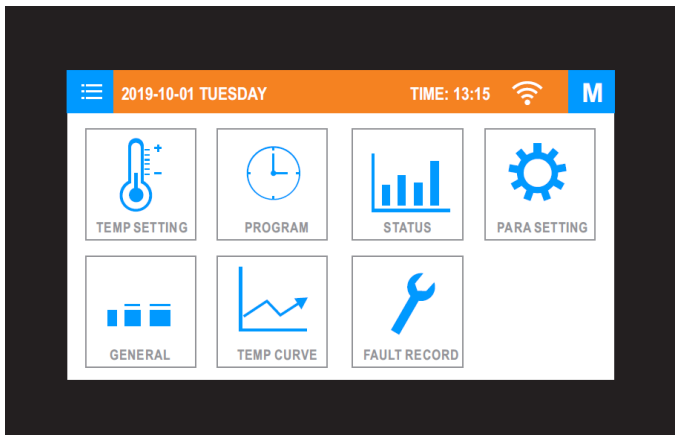 2019-10-01 TUESDAY TIME: 13:15 M
TEMP SETTING PROGRAM STATUS PARA SETTING
GENERAL TEMP CURVE FAULT RECORD